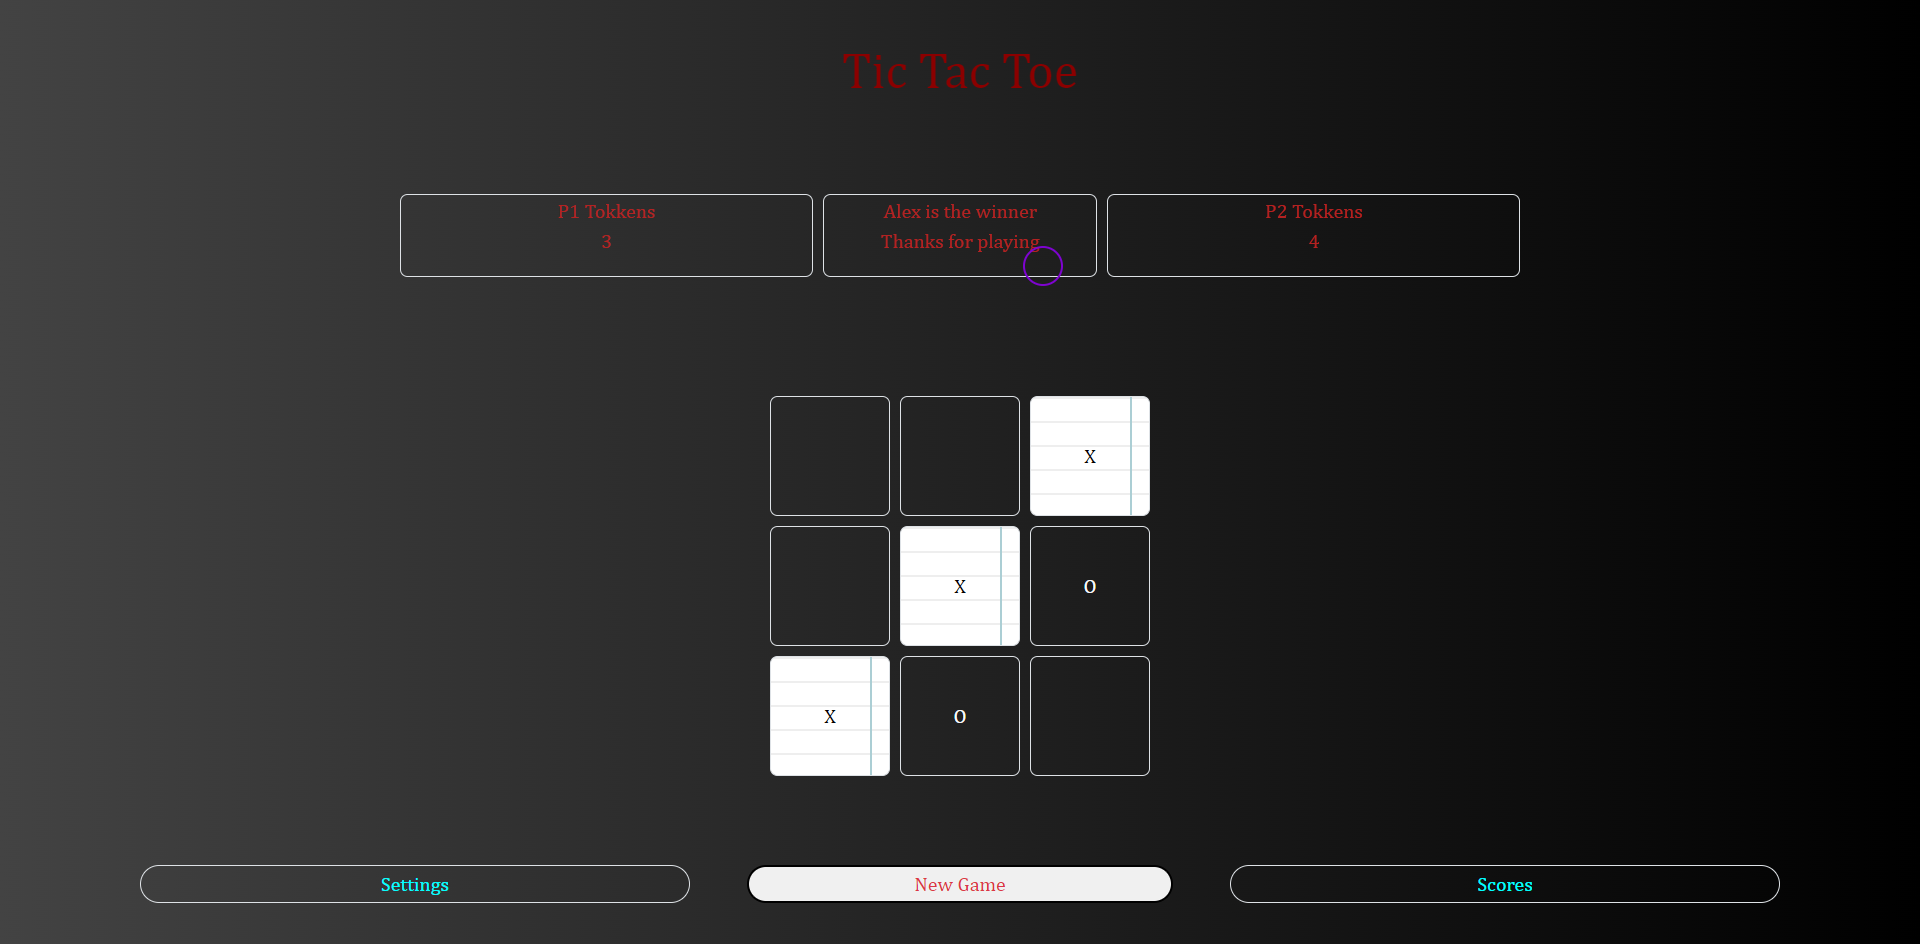 Tic Tac Toe
P1 Tokkens
3
Alex is the winner
Thanks for playing
P2 Tokkens
4
X
X
O
X
O
Settings
New Game
Scores